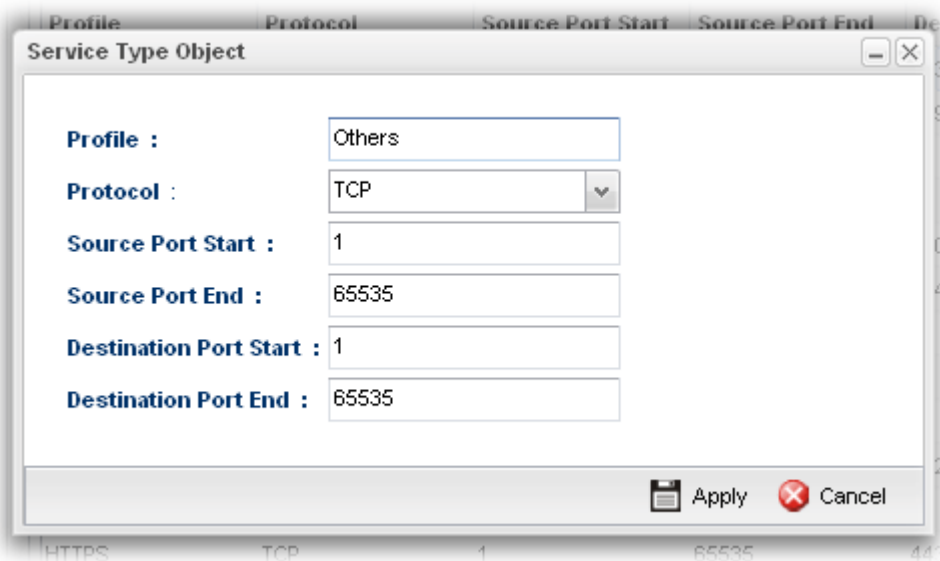 Profile Protocol Source Port Start Source Port End
Service Type Object
Profile : Others
Protocol : TCP
Source Port Start : 1
Source Port End : 65535
Destination Port Start : 1
Destination Port End : 65535
Apply Cancel
HTTPS TCP 1 65535